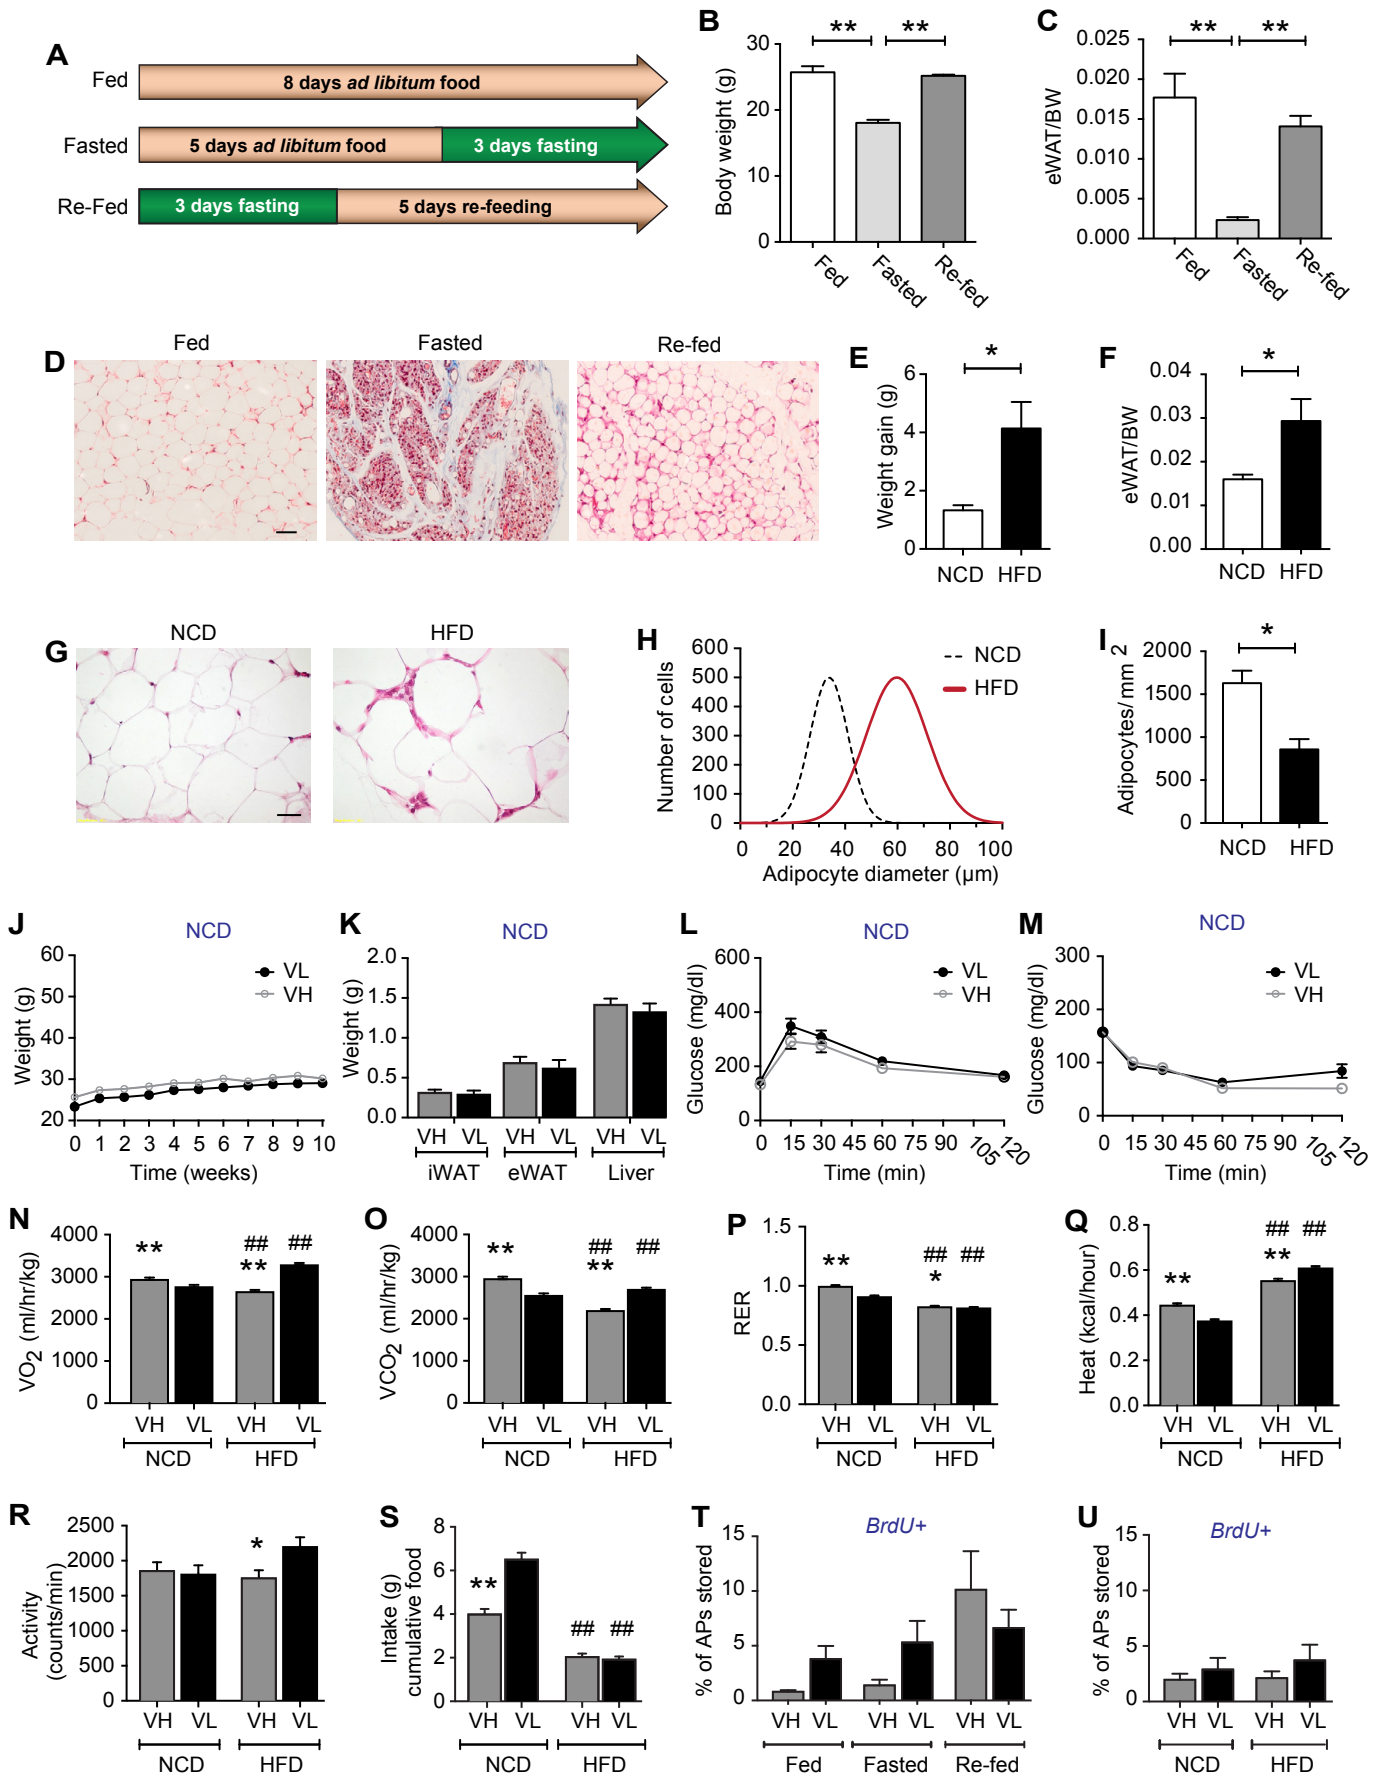 A
Fed
8 days ad libitum food
Fasted
5 days ad libitum food
3 days fasting
Re-Fed
3 days fasting
5 days re-feeding
B
Body weight (g)
30
20
10
0
** **
Fed
Fasted
Re-fed
C
eWAT/BW
0.025
0.020
0.015
0.010
0.005
0.000
** **
Fed
Fasted
Re-fed
D
Fed
Fasted
Re-fed
E
Weight gain (g)
6
4
2
0
*
NCD HFD
F
eWAT/BW
0.04
0.03
0.02
0.01
0.00
*
NCD HFD
G
NCD
HFD
H
Number of cells
600
500
400
300
200
100
0
NCD
HFD
0 20 40 60 80 100
Adipocyte diameter (µm)
I
Adipocytes/mm2
2000
1500
1000
500
0
*
NCD HFD
J
NCD
Weight (g)
60
50
40
30
20
VL
VH
0 1 2 3 4 5 6 7 8 9 10
Time (weeks)
K
NCD
Weight (g)
2.0
1.5
1.0
0.5
0.0
VH VL VH VL VH VL
iWAT eWAT Liver
L
NCD
Glucose (mg/dl)
600
400
200
0
VL
VH
0 15 30 45 60 75 90 105 120
Time (min)
M
NCD
Glucose (mg/dl)
300
200
100
0
VL
VH
0 15 30 45 60 75 90 105 120
Time (min)
N
VO2 (ml/hr/kg)
4000
3000
2000
1000
0
## ##
** **
VH VL VH VL
NCD HFD
O
VCO2 (ml/hr/kg)
4000
3000
2000
1000
0
## ##
** **
VH VL VH VL
NCD HFD
P
RER
1.5
1.0
0.5
0.0
## ##
** *
VH VL VH VL
NCD HFD
Q
Heat (kcal/hour)
0.8
0.6
0.4
0.2
0.0
## ##
** **
VH VL VH VL
NCD HFD
R
Activity
(counts/min)
2500
2000
1500
1000
500
0
*
VH VL VH VL
NCD HFD
S
Intake (g)
cumulative food
8
6
4
2
0
**
## ##
VH VL VH VL
NCD HFD
T
BrdU+
% of APs stored
15
10
5
0
VH VL VH VL VH VL
Fed Fasted Re-fed
U
BrdU+
% of APs stored
15
10
5
0
VH VL VH VL
NCD HFD